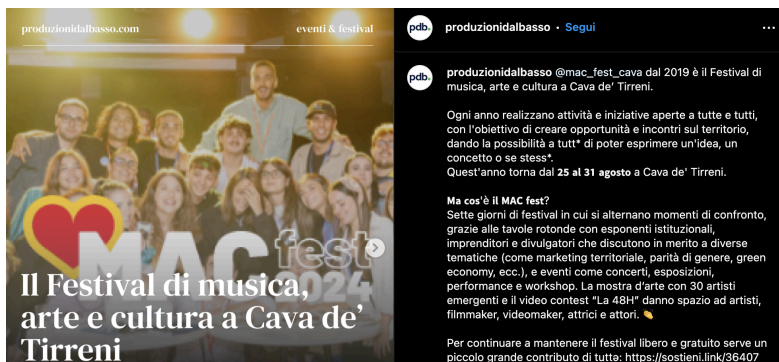 produzionidalbasso.com
eventi & festival
MAC fest
2024
Il Festival di musica,
arte e cultura a Cava de’
Tirreni
pdb.
produzionidalbasso • Segui
pdb.
produzionidalbasso @mac_fest_cava dal 2019 è il Festival di
musica, arte e cultura a Cava de’ Tirreni.
Ogni anno realizzano attività e iniziative aperte a tutte e tutti,
con l'obiettivo di creare opportunità e incontri sul territorio,
dando la possibilità a tutt* di poter esprimere un'idea, un
concetto o se stess*.
Quest'anno torna dal 25 al 31 agosto a Cava de' Tirreni.
Ma cos'è il MAC fest?
Sette giorni di festival in cui si alternano momenti di confronto,
grazie alle tavole rotonde con esponenti istituzionali,
imprenditori e divulgatori che discutono in merito a diverse
tematiche (come marketing territoriale, parità di genere, green
economy, ecc.), e eventi come concerti, esposizioni,
performance e workshop. La mostra d'arte con 30 artisti
emergenti e il video contest “La 48H” danno spazio ad artisti,
filmaker, videomaker, attrici e attori. 👏
Per continuare a mantenere il festival libero e gratuito serve un
piccolo grande contributo di tutte: https://sostieni.link/36407